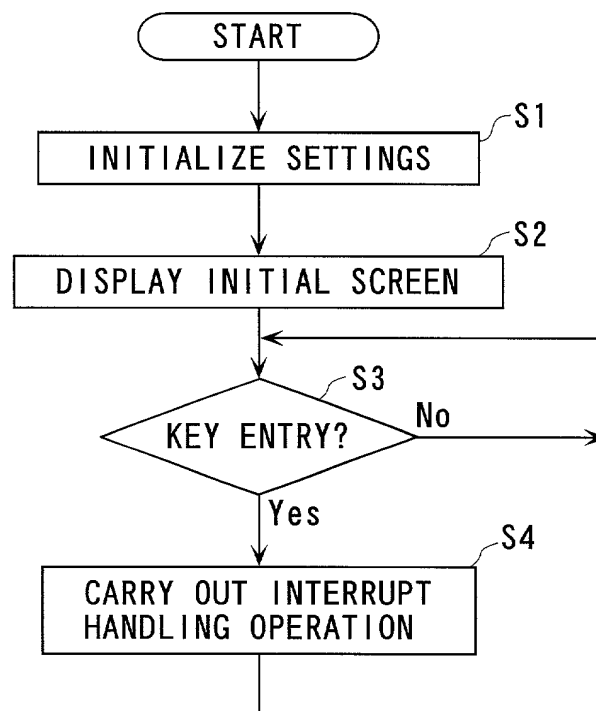 START
S1
INITIALIZE SETTINGS
S2
DISPLAY INITIAL SCREEN
S3
KEY ENTRY?
No
Yes
S4
CARRY OUT INTERRUPT
HANDLING OPERATION